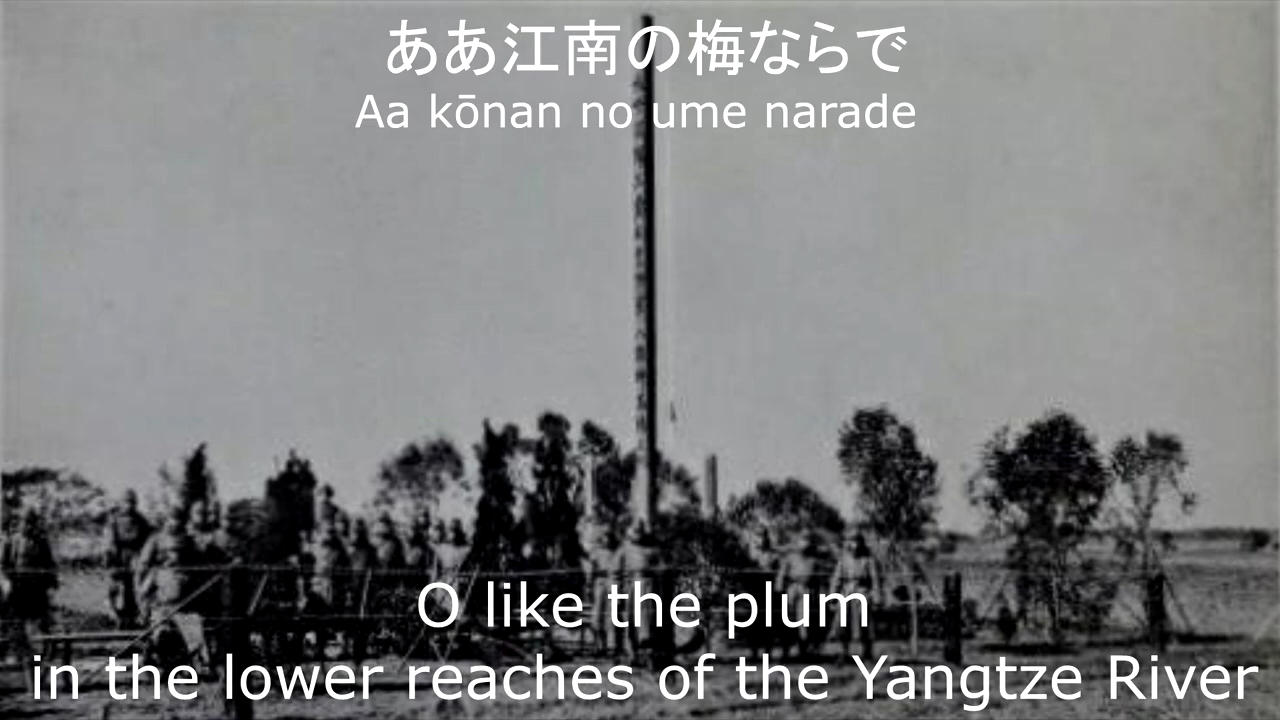 ああ江南の梅ならで
Aa kōnan no ume narade
O like the plum
in the lower reaches of the Yangtze River